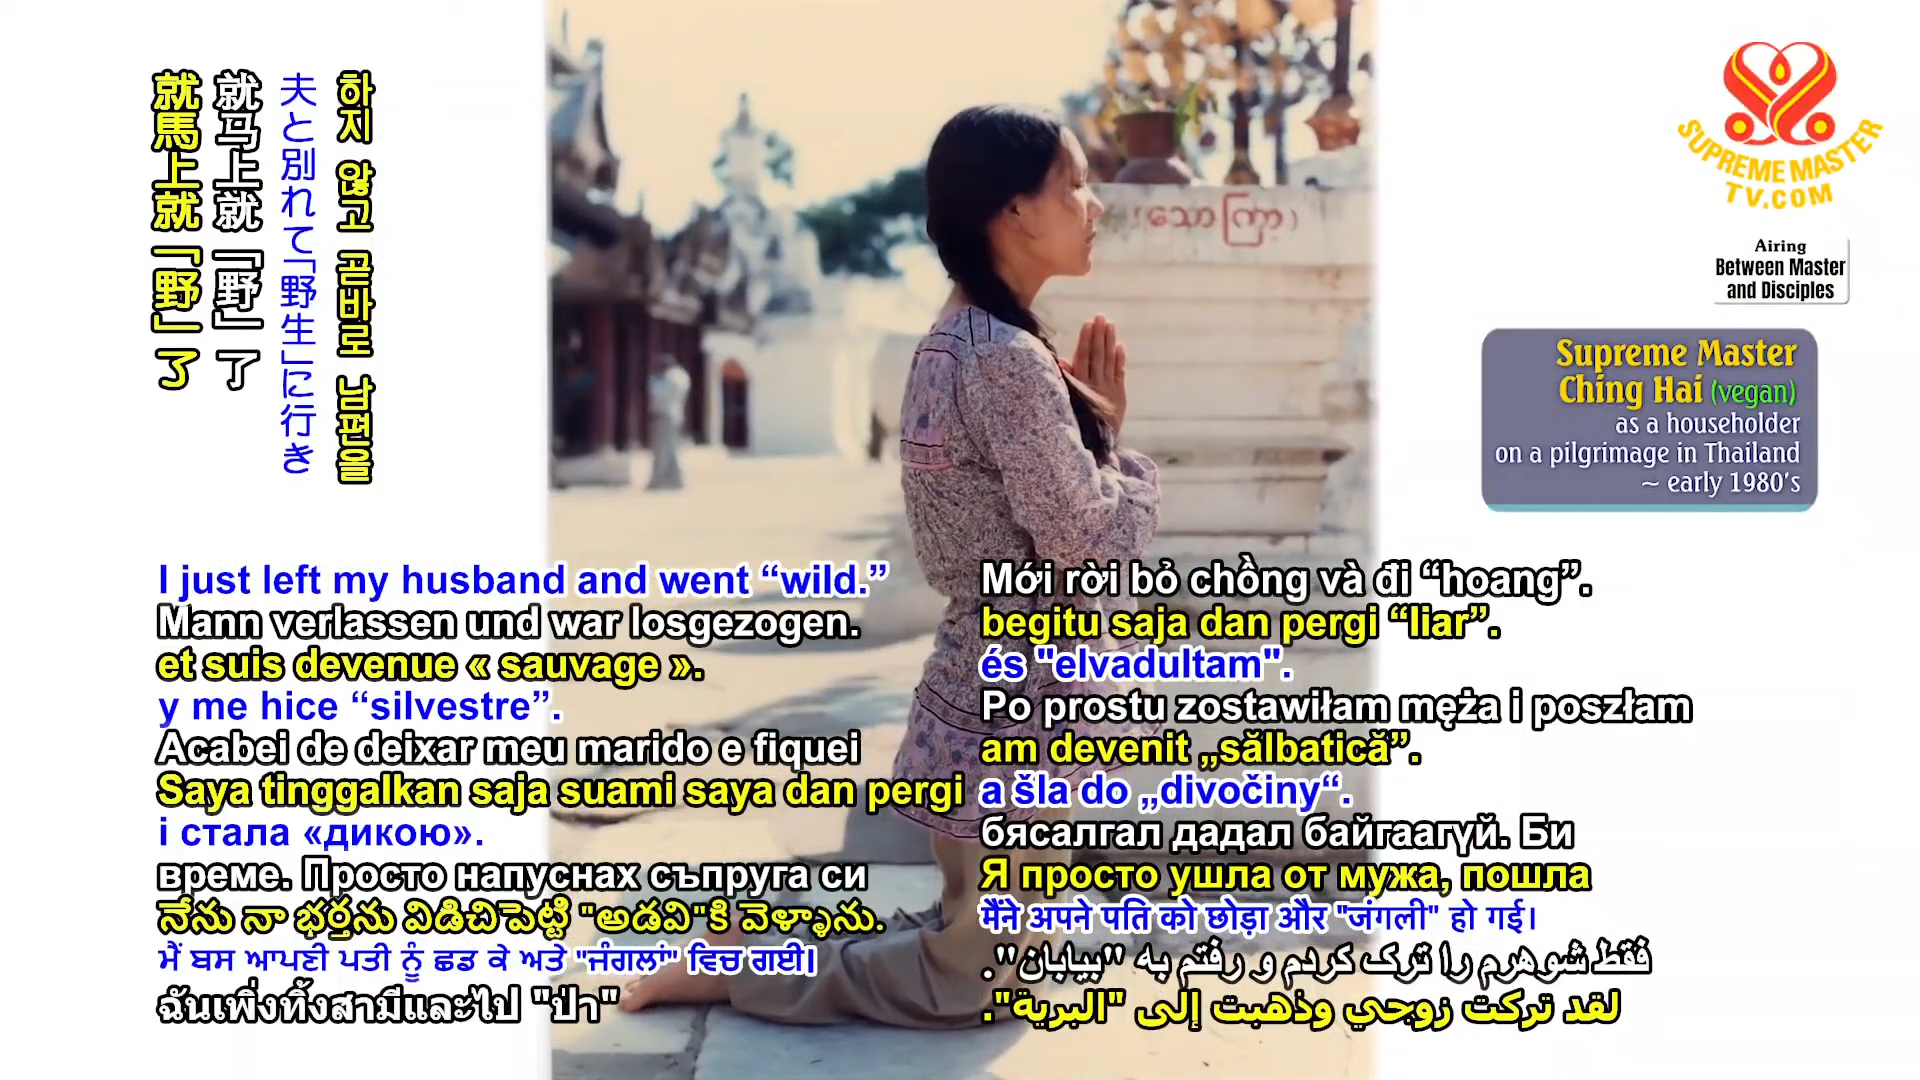 就馬上就「野」了
就马上就「野」了
夫と別れて「野生」に行き
하지 않고 곧바로 남편을
(သောကြာ)
SUPREME MASTER
TV.COM
Airing
Between Master
and Disciples
Supreme Master
Ching Hai (vegan)
as a householder
on a pilgrimage in Thailand
~ early 1980's
I just left my husband and went “wild.”
Mann verlassen und war losgezogen.
et suis devenue « sauvage ».
y me hice “silvestre”.
Acabei de deixar meu marido e fiquei
Saya tinggalkan saja suami saya dan pergi
і стала «дикою».
време. Просто напуснах съпруга си
నేను నా భర్తను విడిచిపెట్టి "అడవి"కి వెళ్ళాను.
ਮੈਂ ਬਸ ਆਪਣੀ ਪਤੀ ਨੂੰ ਛਡ ਕੇ ਅਤੇ "ਜੰਗਲਾਂ" ਵਿਚ ਗਈ।
ฉันเพิ่งทิ้งสามีและไป "ป่า"
Mới rời bỏ chồng và đi “hoang”.
begitu saja dan pergi “liar”.
és "elvadultam".
Po prostu zostawiłam męża i poszłam
am devenit „sălbatică”.
a šla do „divočiny“.
бясалгал дадал байгаагүй. Би
Я просто ушла от мужа, пошла
मैंने अपने पति को छोड़ा और "जंगली" हो गई।
فقط شوهرم را ترک کردم و رفتم به "بیابان".
لقد تركت زوجي وذهبت إلى "البرية".